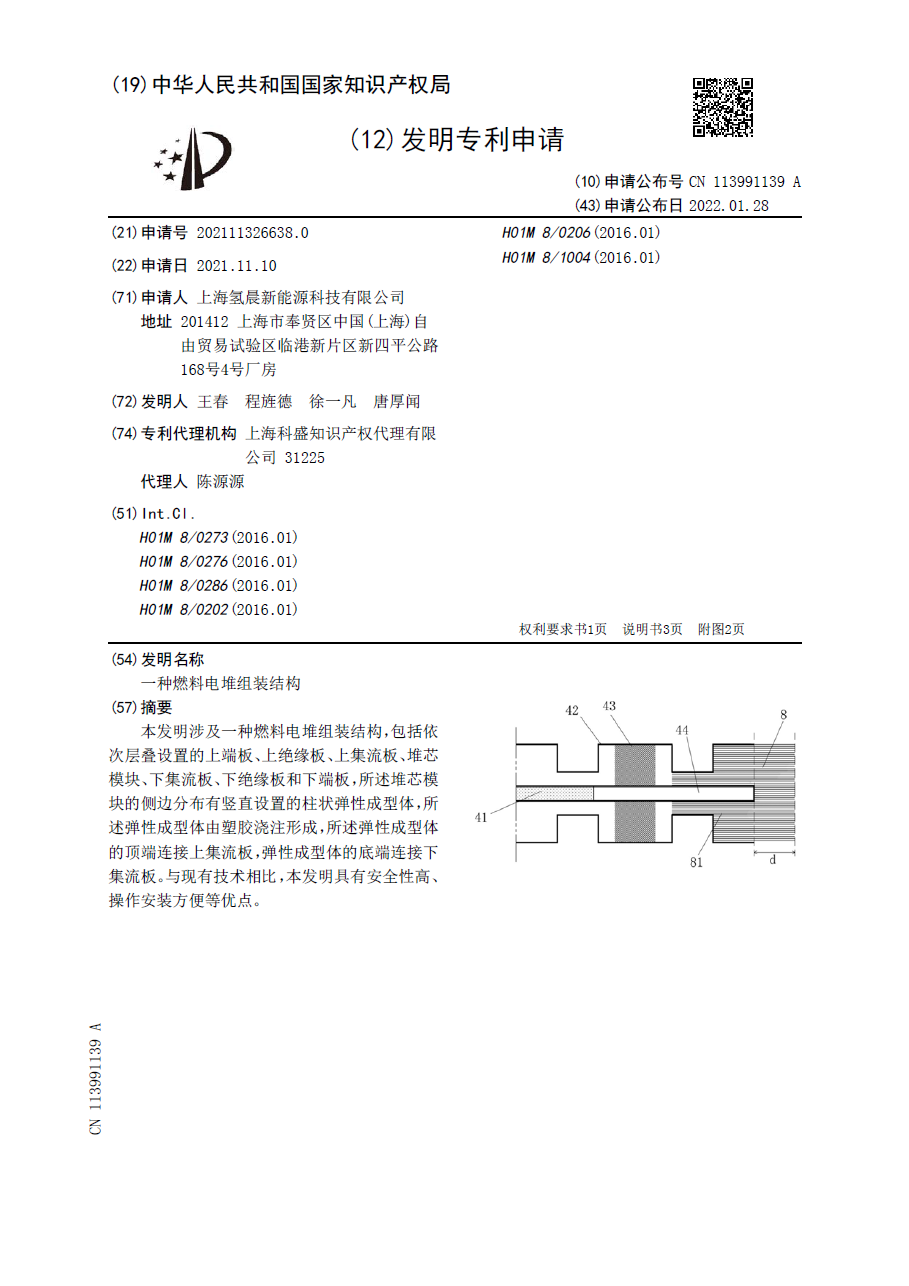 (19)中华人民共和国国家知识产权局
(12)发明专利申请
(10)申请公布号 CN 113991139 A
(43)申请公布日 2022.01.28
(21)申请号 202111326638.0
(22)申请日 2021.11.10
(71)申请人 上海氢晨新能源科技有限公司
地址 201412 上海市奉贤区中国(上海)自
由贸易试验区临港新片区新四平公路
168号4号厂房
(72)发明人 王春 程旌德 徐一凡 唐厚闻
(74)专利代理机构 上海科盛知识产权代理有限
公司 31225
代理人 陈源源
(51)Int.Cl.
H01M 8/0273(2016.01)
H01M 8/0276(2016.01)
H01M 8/0286(2016.01)
H01M 8/0202(2016.01)
H01M 8/0206(2016.01)
H01M 8/1004(2016.01)
权利要求书1页 说明书3页 附图2页
(54)发明名称
一种燃料电堆组装结构
(57)摘要
本发明涉及一种燃料电堆组装结构,包括依
次层叠设置的上端板、上绝缘板、上集流板、堆芯
模块、下集流板、下绝缘板和下端板,所述堆芯模
块的侧边分布有竖直设置的柱状弹性成型体,所
述弹性成型体由塑胶浇注形成,所述弹性成型体
的顶端连接上集流板,弹性成型体的底端连接下
集流板。与现有技术相比,本发明具有安全性高、
操作安装方便等优点。
42
43
44
8
41
81
d
CN 113991139 A